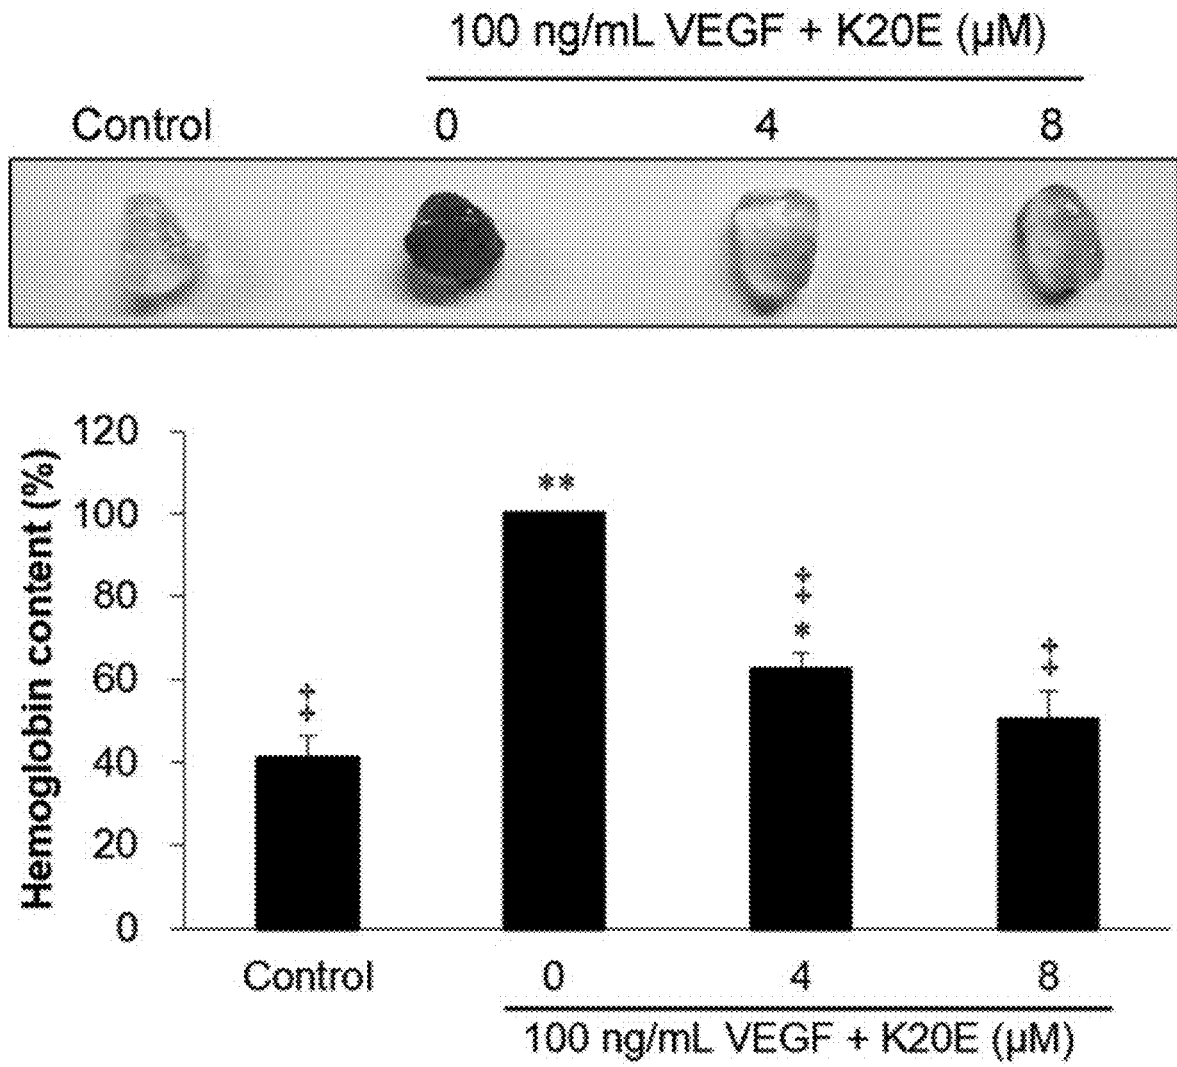 100 ng/mL VEGF + K20E (µM)
Control 0 4 8
Hemoglobin content (%)
120
100
80
60
40
20
0
**
‡
*
‡
‡
Control 0 4 8
100 ng/mL VEGF + K20E (µM)